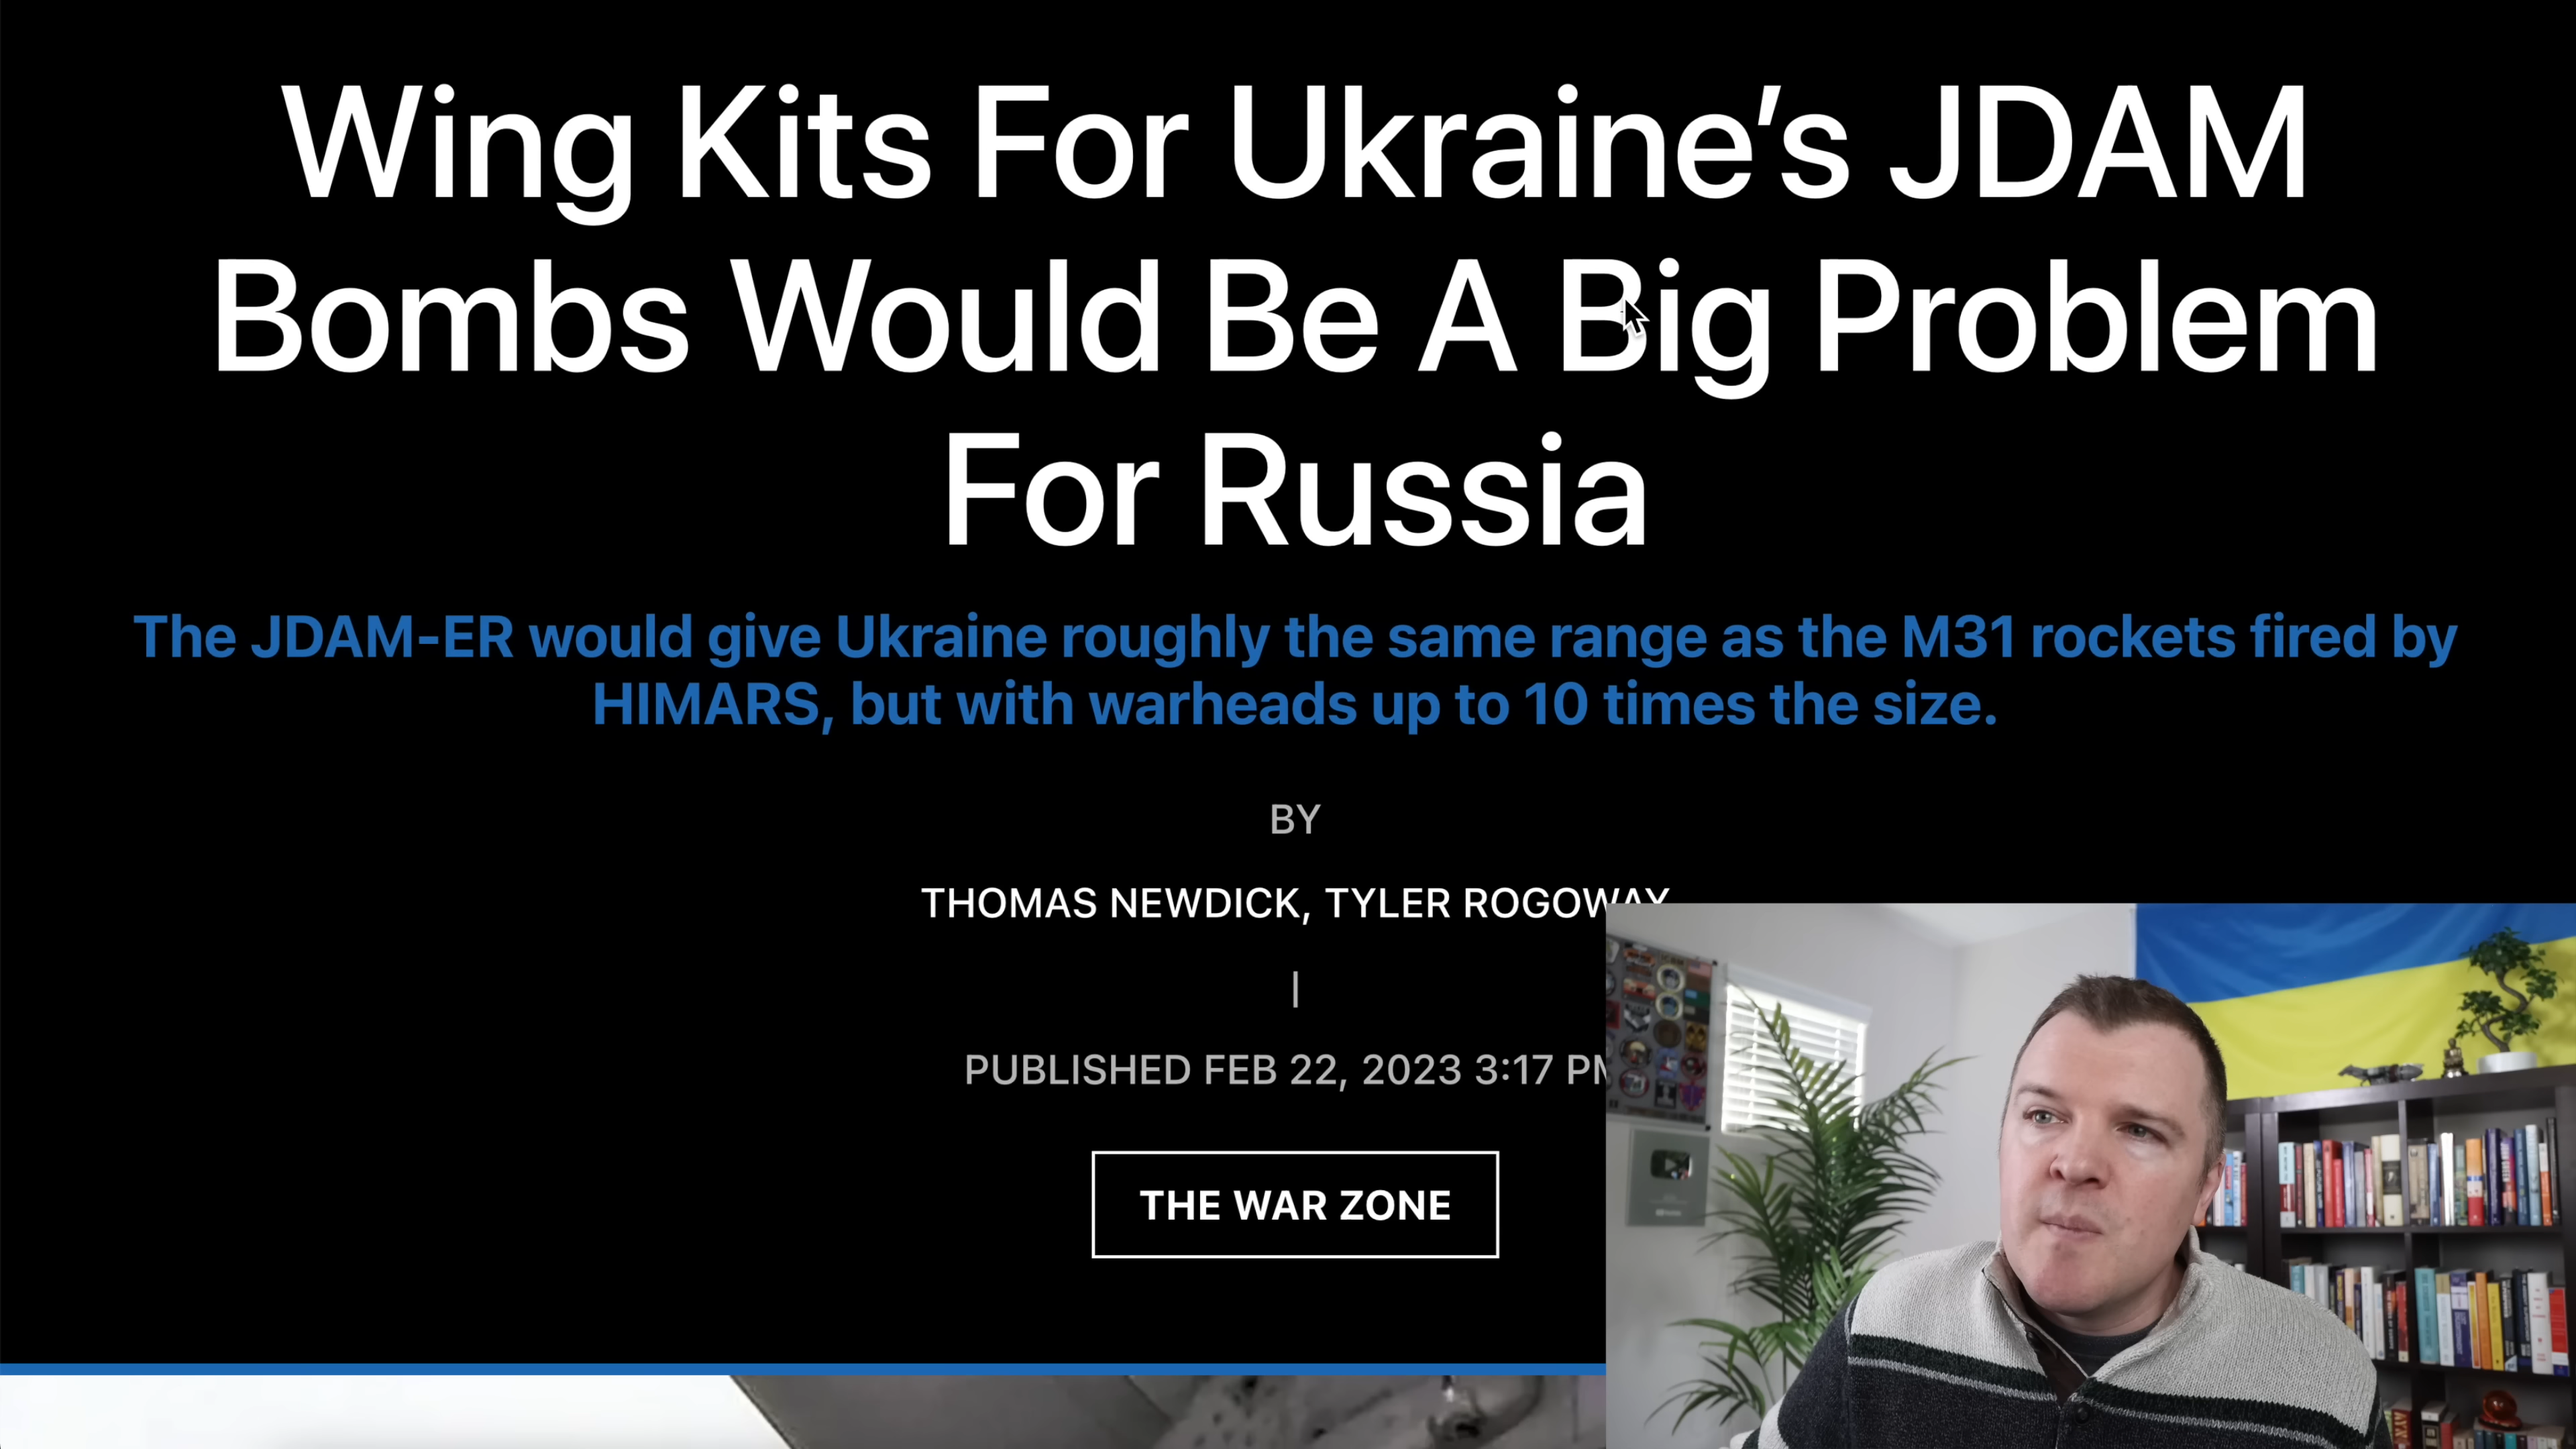 Wing Kits For Ukraine’s JDAM
Bombs Would Be A Big Problem
For Russia
The JDAM-ER would give Ukraine roughly the same range as the M31 rockets fired by
HIMARS, but with warheads up to 10 times the size.
BY
THOMAS NEWDICK, TYLER ROGOWAY
|
PUBLISHED FEB 22, 2023 3:17 PM
THE WAR ZONE